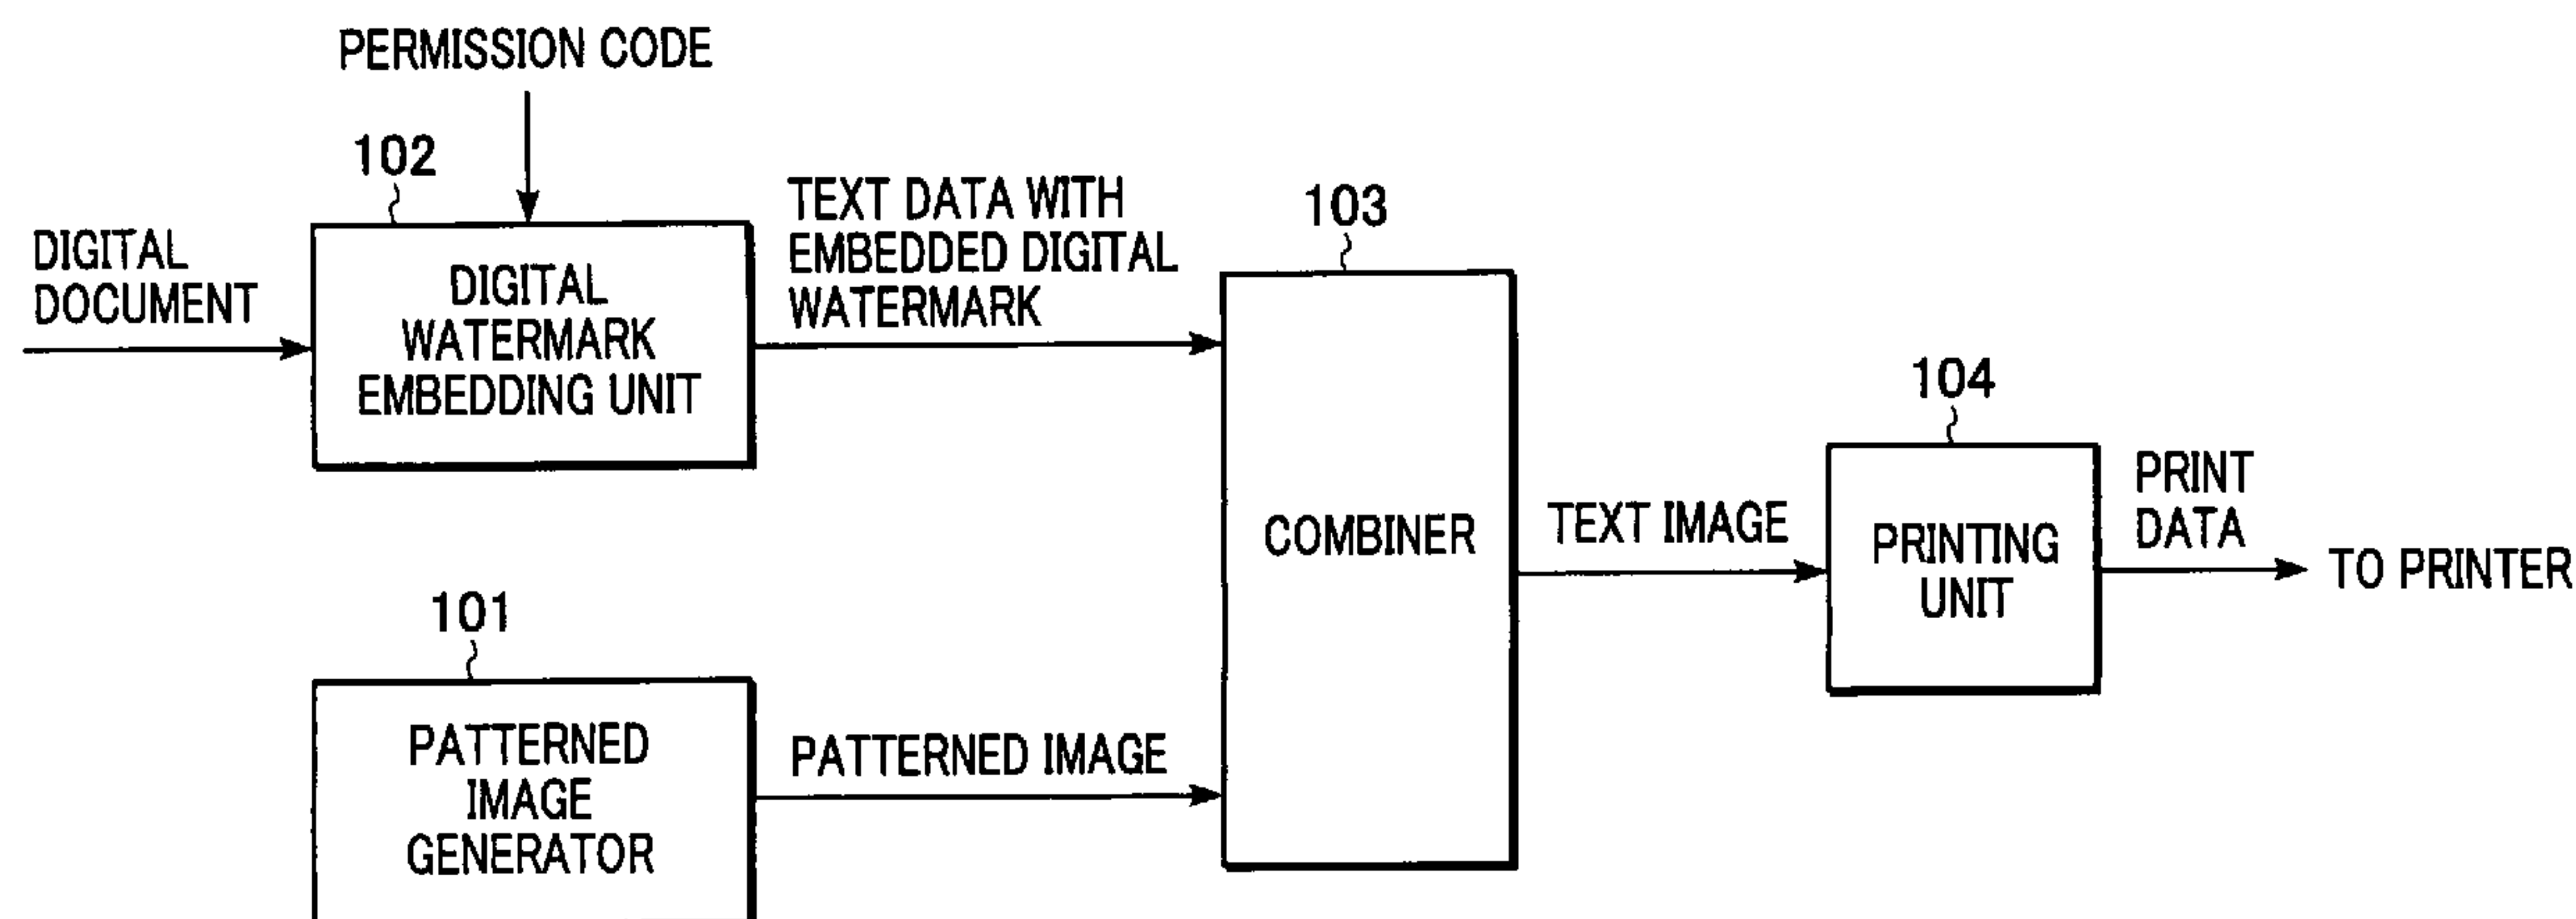 PERMISSION CODE
102
DIGITAL
DOCUMENT
DIGITAL
WATERMARK
EMBEDDING UNIT
TEXT DATA WITH
EMBEDDED DIGITAL
WATERMARK
103
COMBINER
101
PATTERNED
IMAGE
GENERATOR
PATTERNED IMAGE
TEXT IMAGE
104
PRINTING
UNIT
PRINT
DATA
TO PRINTER